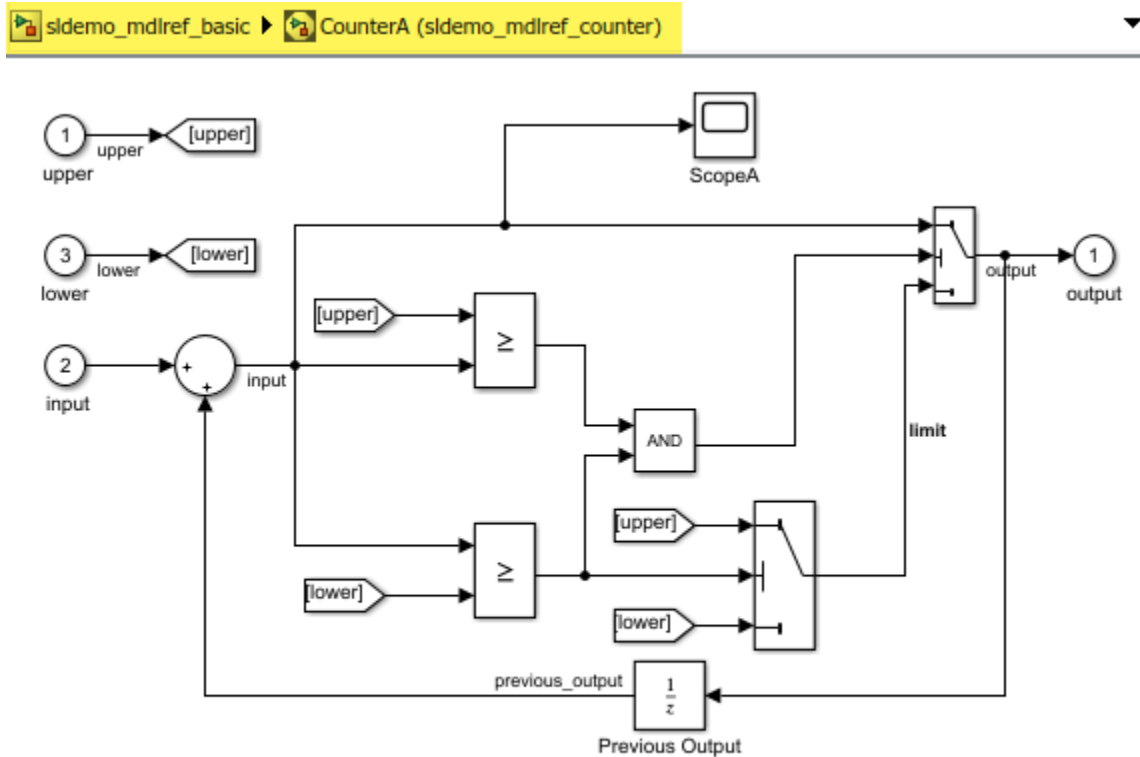 sldemo_mdlref_basic ▶ CounterA (sldemo_mdlref_counter)
1
upper
[upper]
upper
ScopeA
3
lower
[lower]
lower
output
1
output
[upper]
≥
2
input
+
+
input
AND
limit
[upper]
≥
[lower]
[lower]
previous_output
1
z
Previous Output